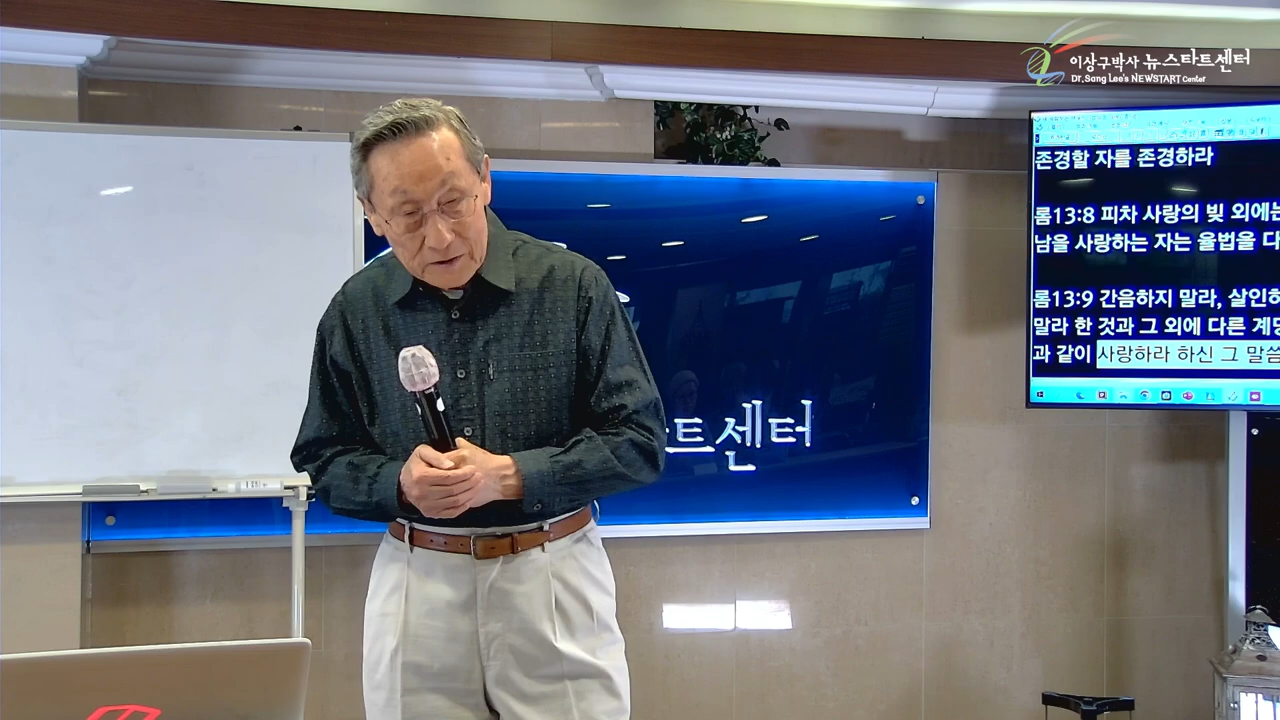 이상구박사 뉴스타트센터
Dr. Sang Lee's NEWSTART Center
존경할 자를 존경하라
롬13:8 피차 사랑의 빚 외에는
남을 사랑하는 자는 율법을 다
롬13:9 간음하지 말라, 살인하
말라 한 것과 그 외에 다른 계명
과 같이 사랑하라 하신 그 말씀
트센터